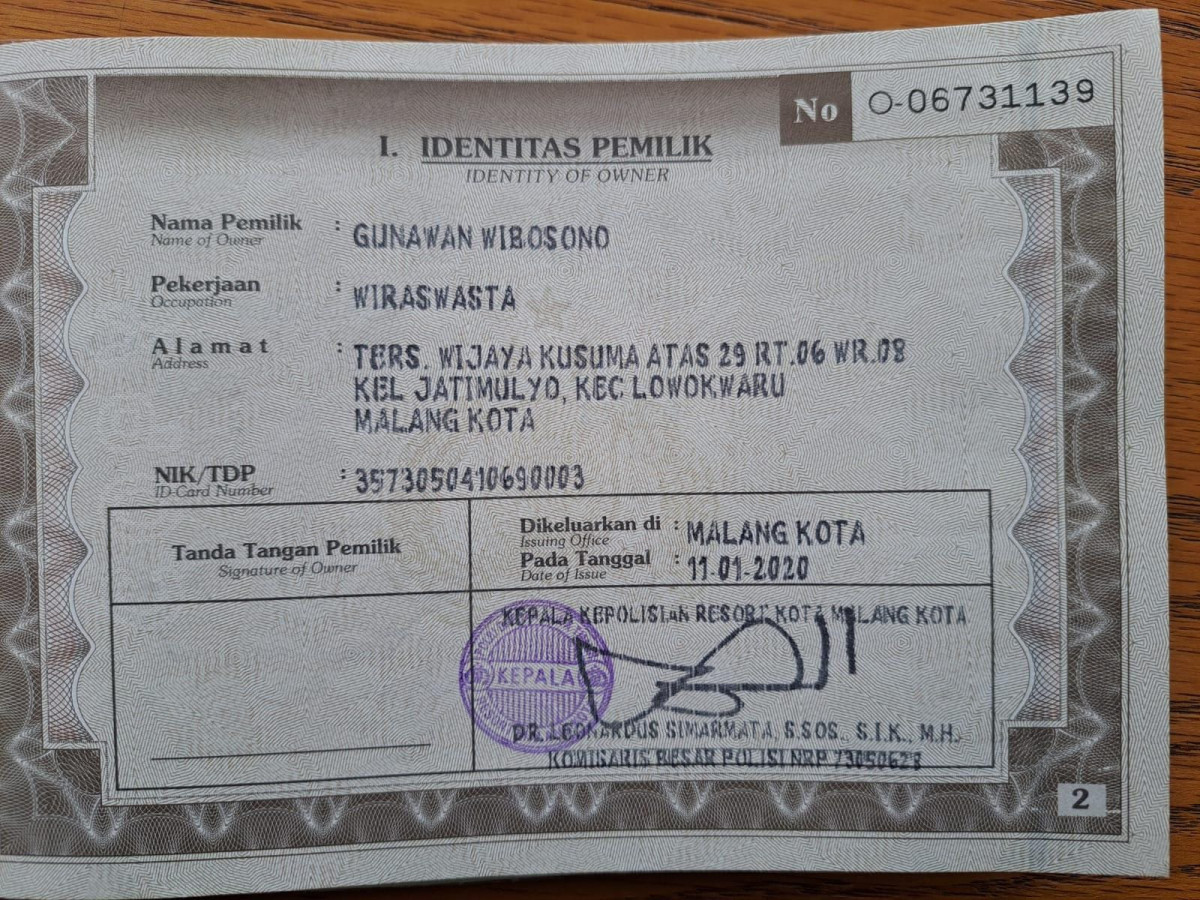 No O-06731139
I. IDENTITAS PEMILIK
IDENTITY OF OWNER
Nama Pemilik : GUNAWAN WIBOSONO
Name of Owner
Pekerjaan : WIRASWASTA
Occupation
Alamat : TERS. WIJAYA KUSUMA ATAS 29 RT.06 WR.08
Address
KEL JATIMULYO, KEC LOWOKWARU
MALANG KOTA
NIK/TDP : 3573050410690003
ID-Card Number
Tanda Tangan Pemilik
Signature of Owner
Dikeluarkan di : MALANG KOTA
Issuing Office
Pada Tanggal : 11-01-2020
Date of Issue
KEPALA KEPOLISIAN RESORT KOTA MALANG KOTA
KEPALA
DR. LEONARDUS SIMARMATA, S.SOS., S.I.K., M.H.
KOMISARIS BESAR POLISI NRP 73050628
2